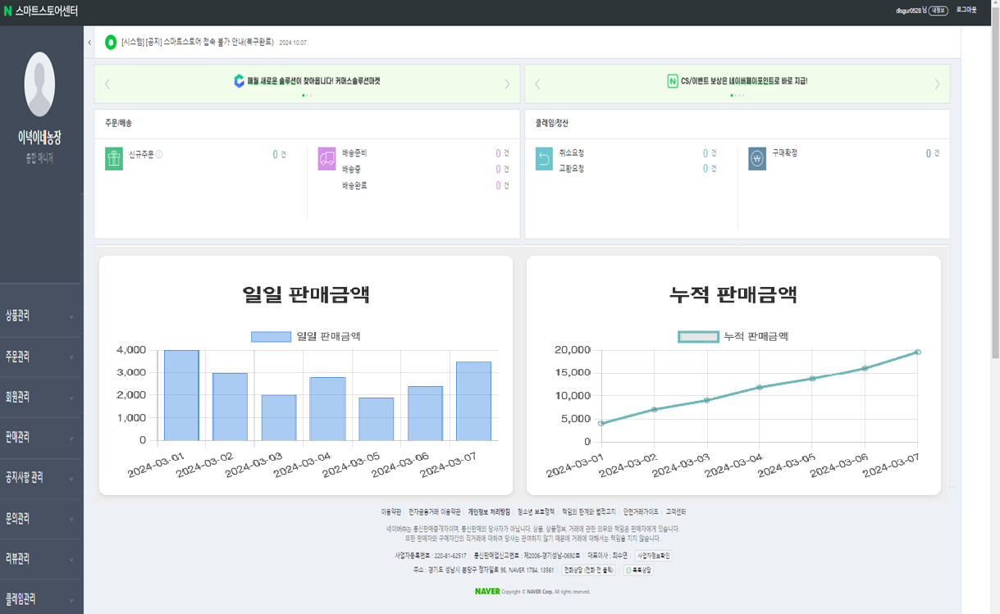 N 스마트스토어센터
dlsgur0528 님 내정보 로그아웃
이녁이네농장
통합 매니저
상품관리
주문관리
회원관리
판매관리
공지사항 관리
문의관리
리뷰관리
클레임관리
[시스템] [공지] 스마트스토어 접속 불가 안내(복구완료) 2024.10.07.
매월 새로운 솔루션이 찾아옵니다! 커머스솔루션마켓
N CS/이벤트 보상은 네이버페이포인트로 바로 지급!
주문/배송
신규주문 0 건
배송준비 0 건
배송중 0 건
배송완료 0 건
클레임/정산
취소요청 0 건
교환요청 0 건
구매확정 0 건
일일 판매금액
일일 판매금액
4,000
3,000
2,000
1,000
0
2024-03-01 2024-03-02 2024-03-03 2024-03-04 2024-03-05 2024-03-06 2024-03-07
누적 판매금액
누적 판매금액
20,000
15,000
10,000
5,000
0
2024-03-01 2024-03-02 2024-03-03 2024-03-04 2024-03-05 2024-03-06 2024-03-07
이용약관 전자금융거래 이용약관 개인정보 처리방침 청소년 보호정책 책임의 한계와 법적고지 안전거래가이드 고객센터
네이버㈜는 통신판매중개자이며, 통신판매의 당사자가 아닙니다. 상품, 상품정보, 거래에 관한 의무와 책임은 판매자에게 있습니다.
또한 판매자와 구매자간의 직거래에 대하여 당사는 관여하지 않기 때문에 거래에 대해서는 책임을 지지 않습니다.
사업자등록번호 : 220-81-62517 통신판매업신고번호 : 제2006-경기성남-0692호 대표이사 : 최수연 사업자정보확인
주소 : 경기도 성남시 분당구 정자일로 95, NAVER 1784, 13561 전화상담 (전화 전 클릭) 톡톡상담
NAVER Copyright © NAVER Corp. All rights reserved.